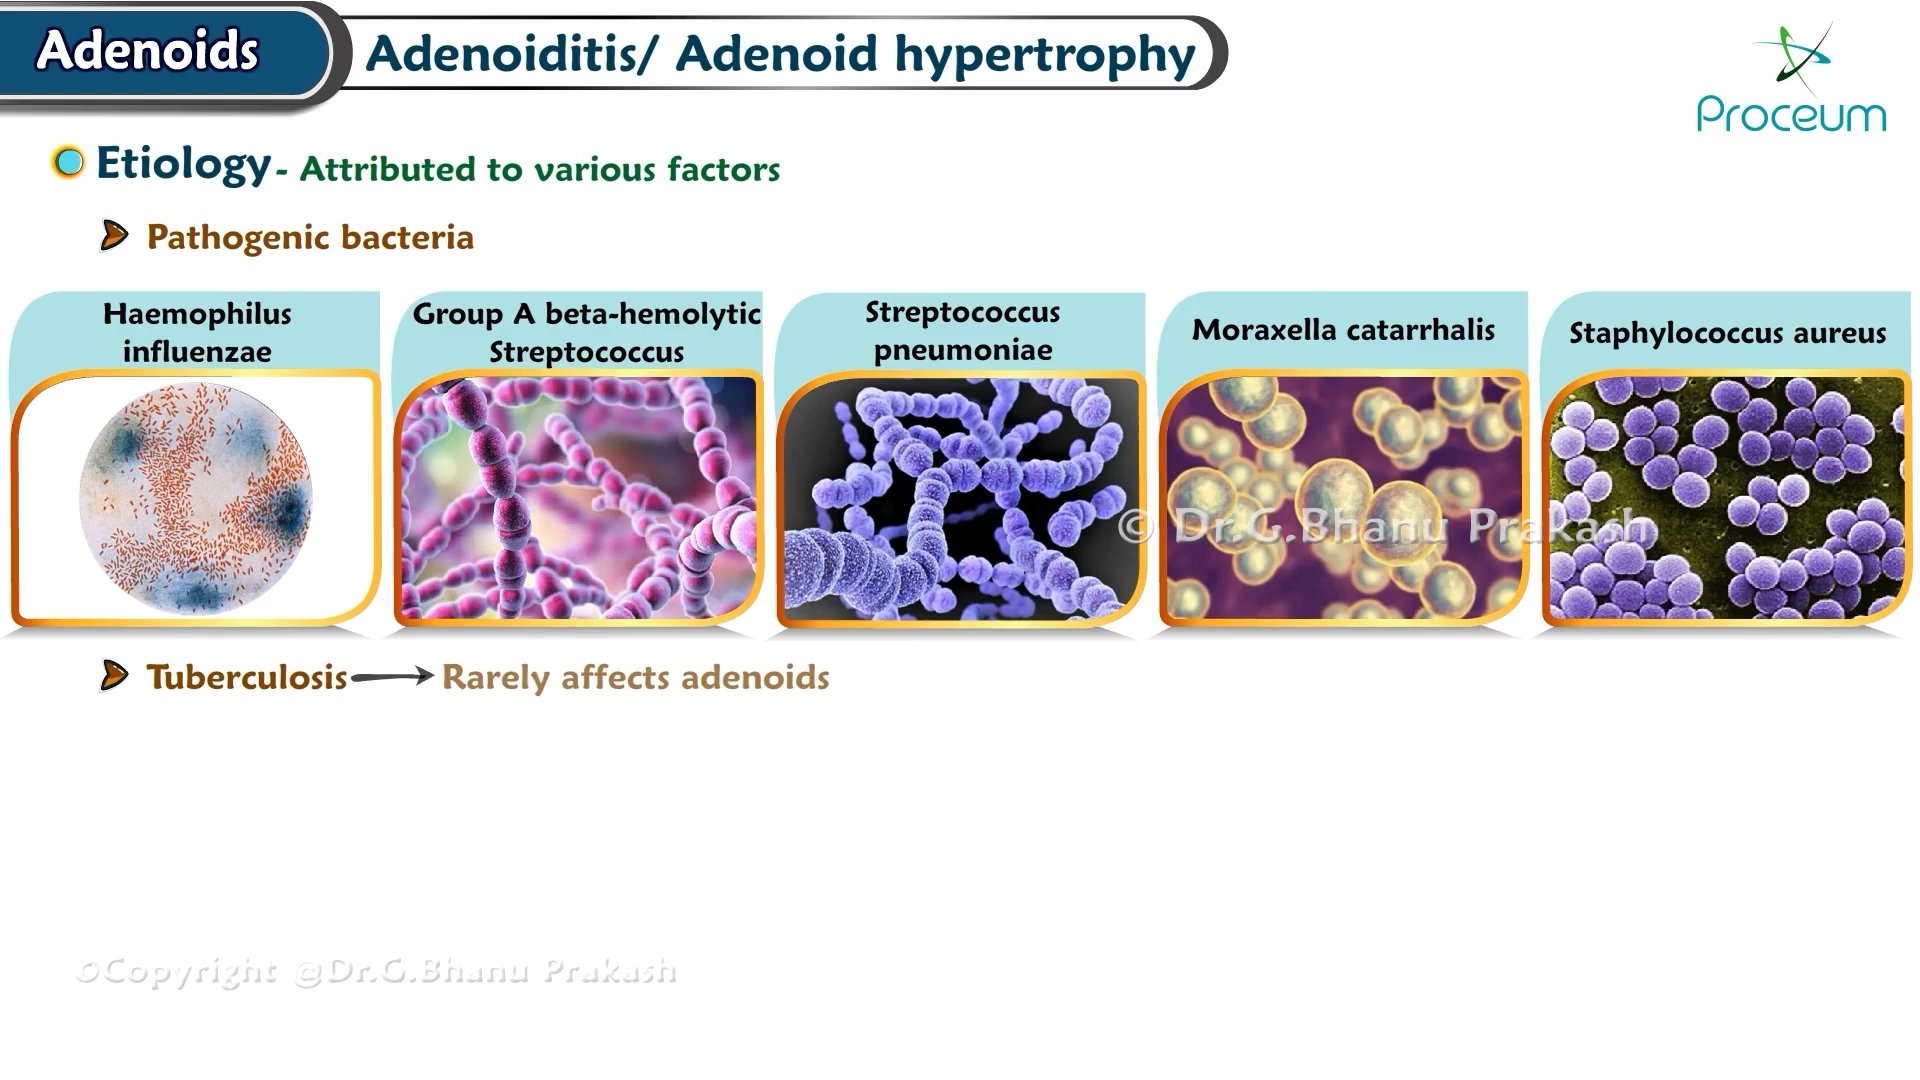 Adenoids
Adenoiditis/ Adenoid hypertrophy
Proceum
Etiology - Attributed to various factors
Pathogenic bacteria
Haemophilus
influenzae
Group A beta-hemolytic
Streptococcus
Streptococcus
pneumoniae
Moraxella catarrhalis
Staphylococcus aureus
© Dr.G.Bhanu Prakash
Tuberculosis Rarely affects adenoids
©Copyright @Dr.G.Bhanu Prakash